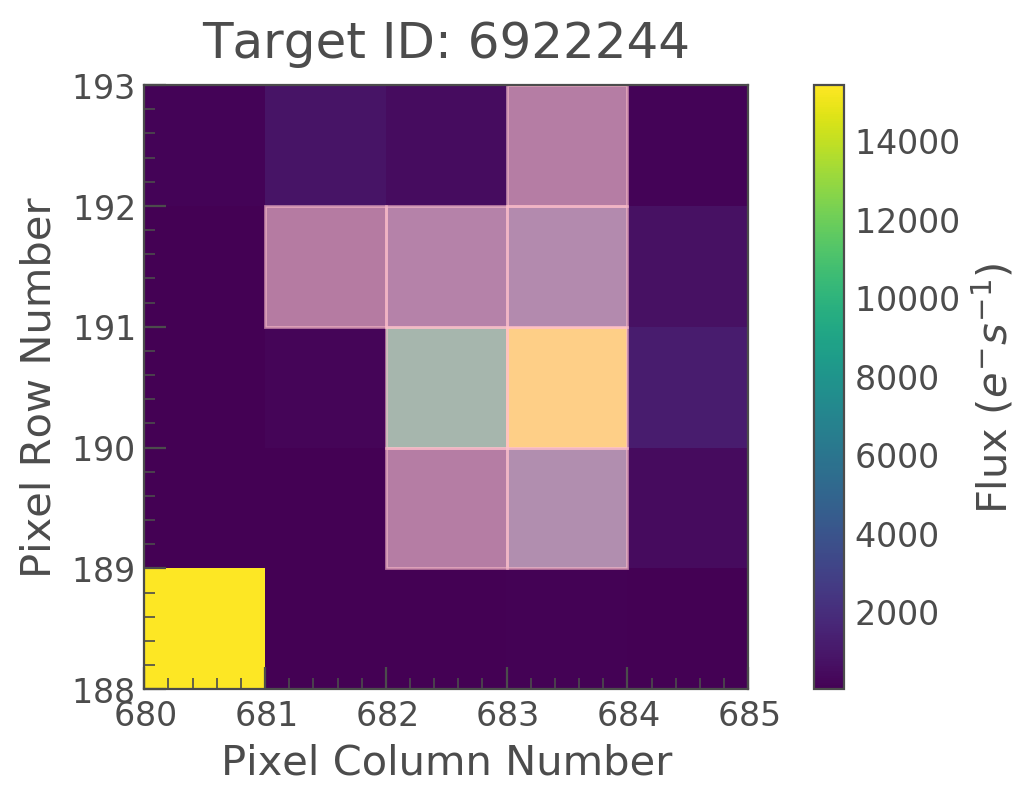 Target ID: 6922244
193
192
191
190
189
188
Pixel Row Number
680 681 682 683 684 685
Pixel Column Number
14000
12000
10000
8000
6000
4000
2000
Flux (e⁻s⁻¹)